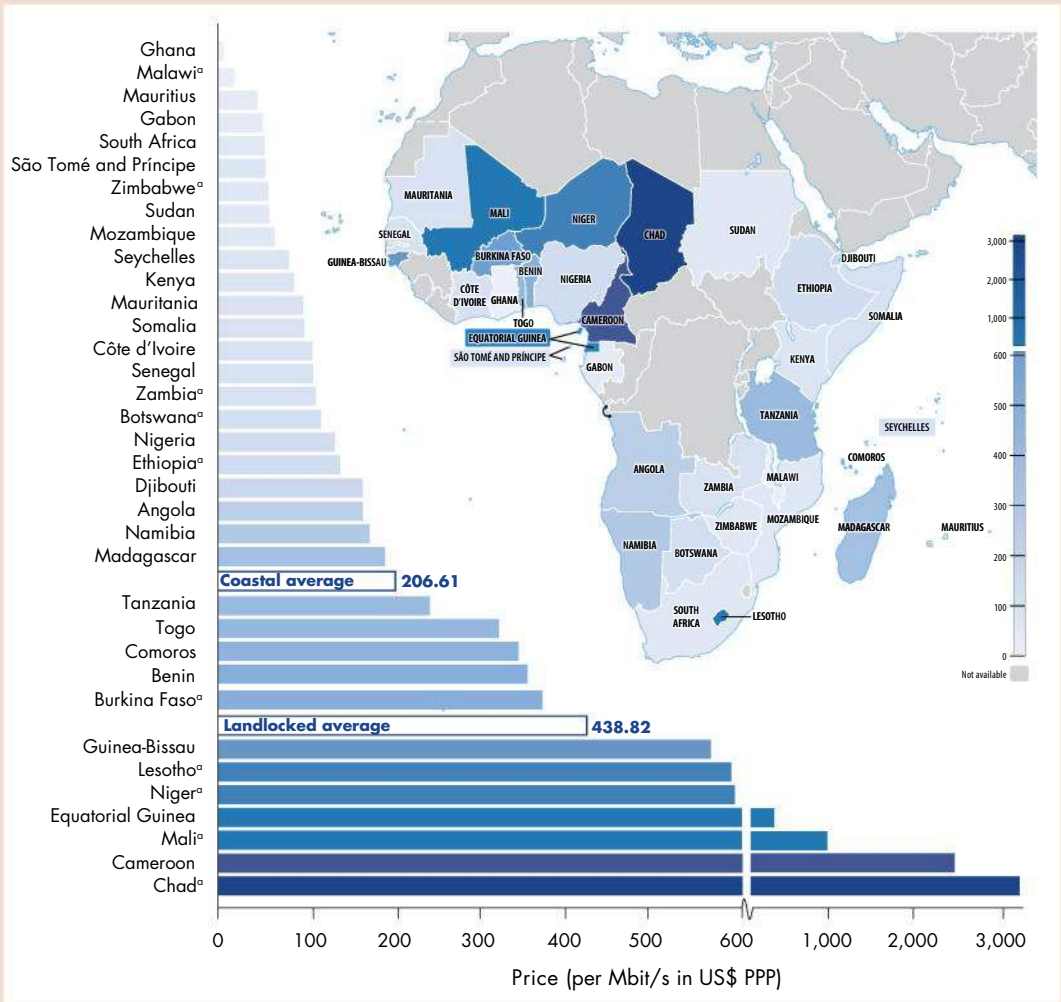 Ghana
Malawiᵃ
Mauritius
Gabon
South Africa
São Tomé and Príncipe
Zimbabweᵃ
Sudan
Mozambique
Seychelles
Kenya
Mauritania
Somalia
Côte d’Ivoire
Senegal
Zambiaᵃ
Botswanaᵃ
Nigeria
Ethiopiaᵃ
Djibouti
Angola
Namibia
Madagascar
Coastal average 206.61
Tanzania
Togo
Comoros
Benin
Burkina Fasoᵃ
Landlocked average 438.82
Guinea-Bissau
Lesothoᵃ
Nigerᵃ
Equatorial Guinea
Maliᵃ
Cameroon
Chadᵃ
0 100 200 300 400 500 600 1,000 2,000 3,000
Price (per Mbit/s in US$ PPP)
MAURITANIA
MALI
NIGER
CHAD
SUDAN
SENEGAL
GUINEA-BISSAU
BURKINA FASO
BENIN
NIGERIA
DJIBOUTI
ETHIOPIA
CÔTE
D'IVOIRE
GHANA
SOMALIA
TOGO
CAMEROON
EQUATORIAL GUINEA
SÃO TOMÉ AND PRÍNCIPE
GABON
KENYA
TANZANIA
SEYCHELLES
COMOROS
ANGOLA
ZAMBIA
MALAWI
ZIMBABWE
MOZAMBIQUE
MADAGASCAR
MAURITIUS
NAMIBIA
BOTSWANA
SOUTH
AFRICA
LESOTHO
3,000
2,000
1,000
600
500
400
300
200
100
0
Not available